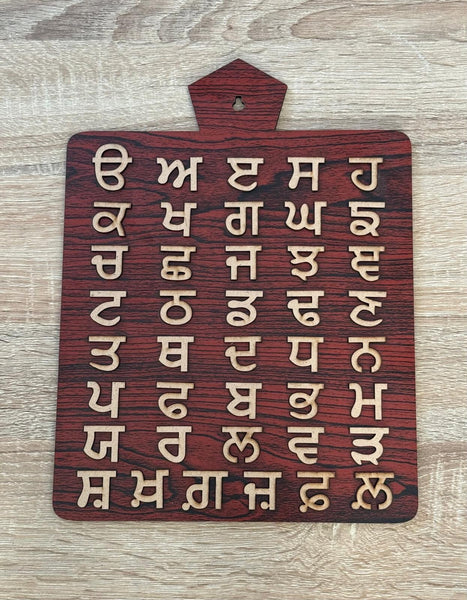 ੳ ਅ ੲ ਸ ਹ
ਕ ਖ ਗ ਘ ਙ
ਚ ਛ ਜ ਝ ਞ
ਟ ਠ ਡ ਢ ਣ
ਤ ਥ ਦ ਧ ਨ
ਪ ਫ ਬ ਭ ਮ
ਯ ਰ ਲ ਵ ੜ
ਸ਼ ਖ਼ ਗ਼ ਜ਼ ਫ਼ ਲ਼